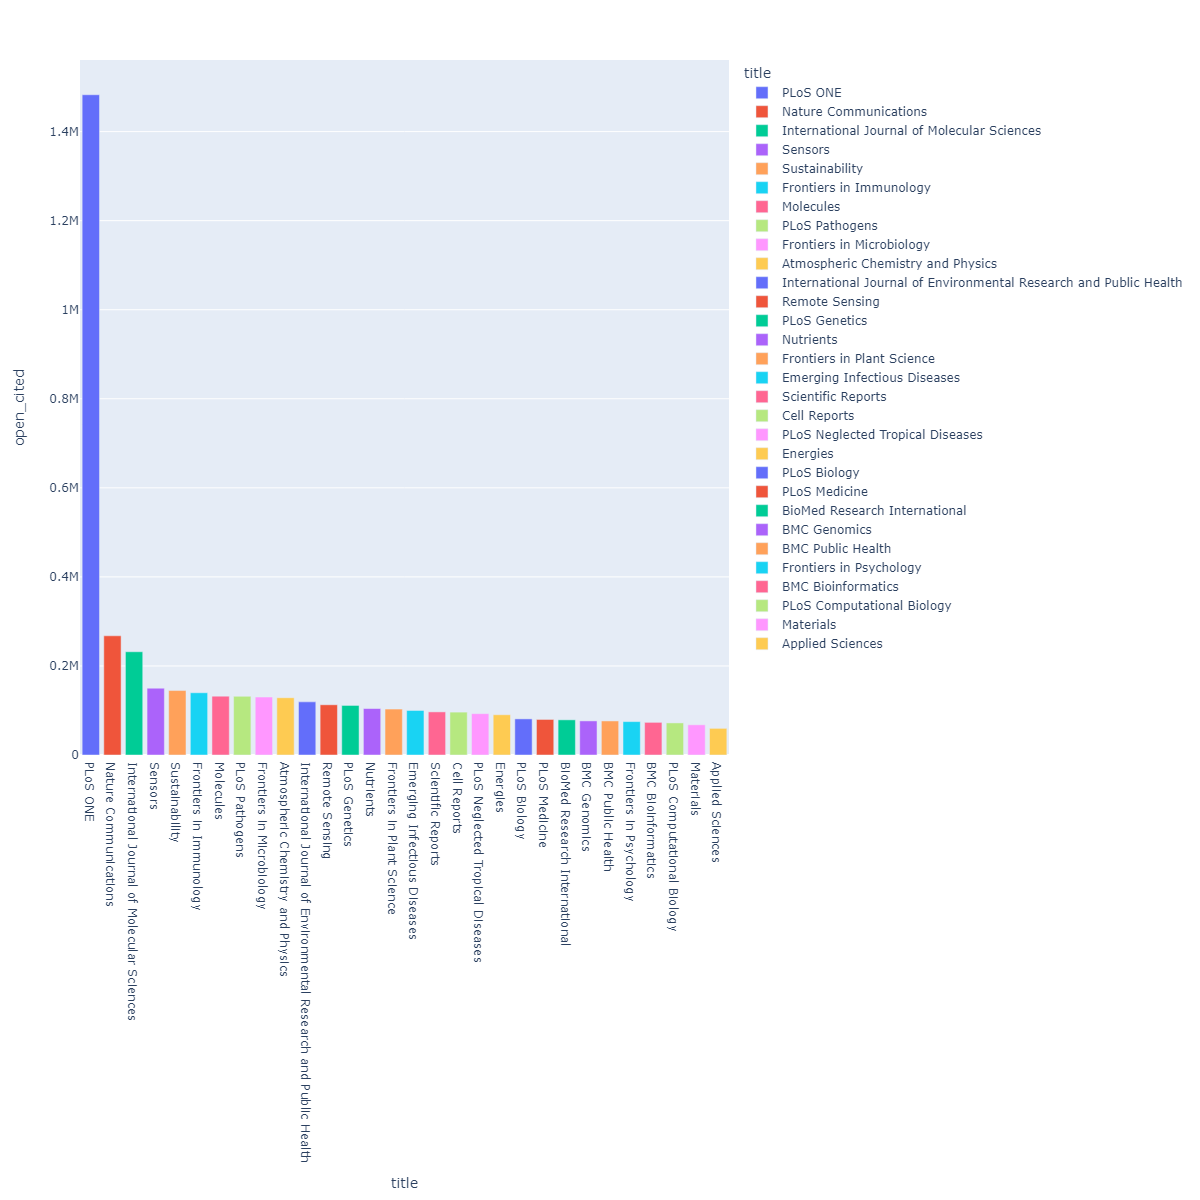 title
PLoS ONE
Nature Communications
International Journal of Molecular Sciences
Sensors
Sustainability
Frontiers in Immunology
Molecules
PLoS Pathogens
Frontiers in Microbiology
Atmospheric Chemistry and Physics
International Journal of Environmental Research and Public Health
Remote Sensing
PLoS Genetics
Nutrients
Frontiers in Plant Science
Emerging Infectious Diseases
Scientific Reports
Cell Reports
PLoS Neglected Tropical Diseases
Energies
PLoS Biology
PLoS Medicine
BioMed Research International
BMC Genomics
BMC Public Health
Frontiers in Psychology
BMC Bioinformatics
PLoS Computational Biology
Materials
Applied Sciences
1.4M
1.2M
1M
0.8M
0.6M
0.4M
0.2M
0
open_cited
PLoS ONE
Nature Communications
International Journal of Molecular Sciences
Sensors
Sustainability
Frontiers in Immunology
Molecules
PLoS Pathogens
Frontiers in Microbiology
Atmospheric Chemistry and Physics
International Journal of Environmental Research and Public Health
Remote Sensing
PLoS Genetics
Nutrients
Frontiers in Plant Science
Emerging Infectious Diseases
Scientific Reports
Cell Reports
PLoS Neglected Tropical Diseases
Energies
PLoS Biology
PLoS Medicine
BioMed Research International
BMC Genomics
BMC Public Health
Frontiers in Psychology
BMC Bioinformatics
PLoS Computational Biology
Materials
Applied Sciences
title